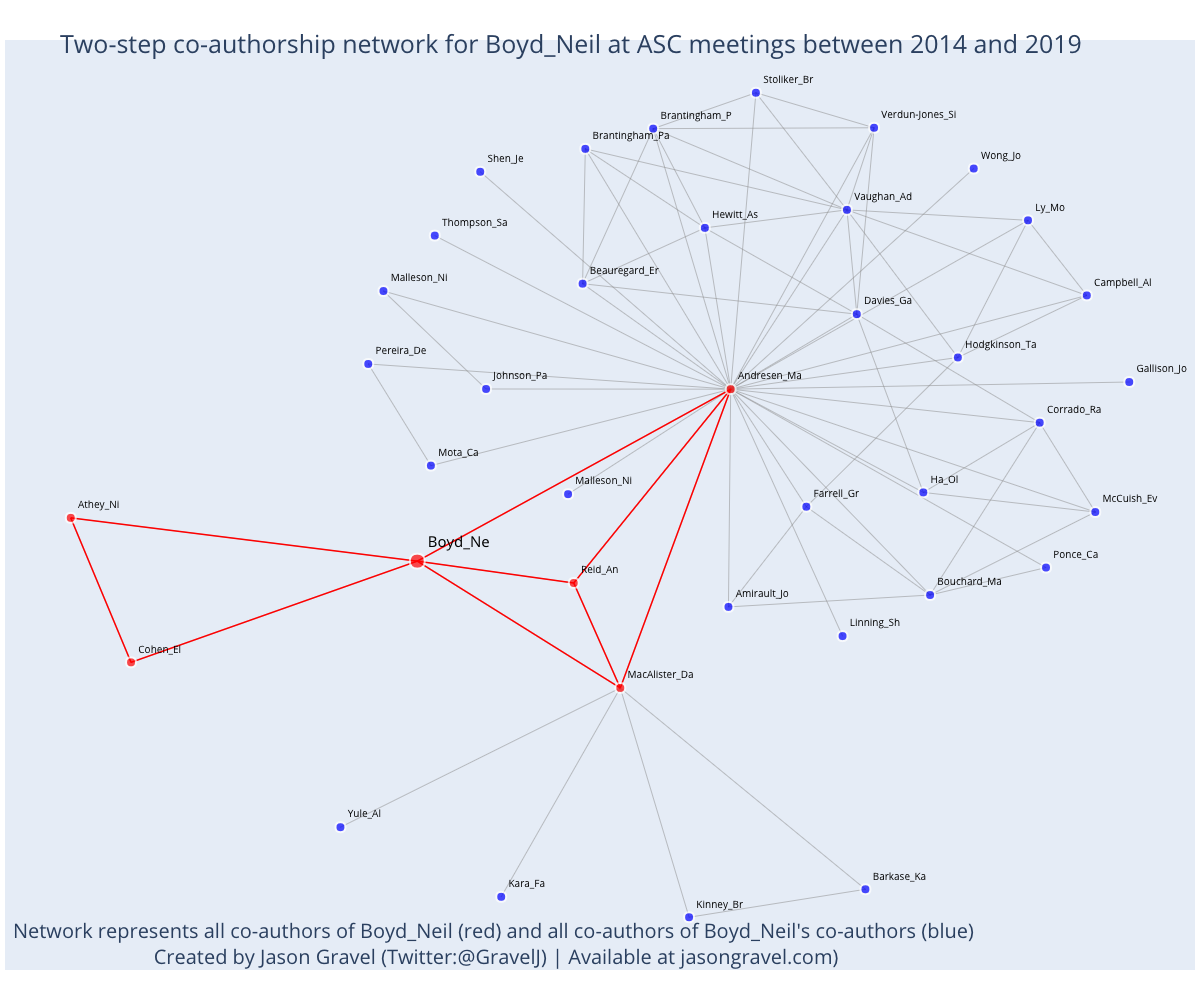 Two-step co-authorship network for Boyd_Neil at ASC meetings between 2014 and 2019
Stoliker_Br
Brantingham_P
Verdun-Jones_Si
Brantingham_Pa
Shen_Je
Wong_Jo
Vaughan_Ad
Ly_Mo
Hewitt_As
Thompson_Sa
Beauregard_Er
Malleson_Ni
Campbell_Al
Davies_Ga
Hodgkinson_Ta
Pereira_De
Gallison_Jo
Johnson_Pa
Andresen_Ma
Corrado_Ra
Mota_Ca
Malleson_Ni
Ha_Ol
Farrell_Gr
McCuish_Ev
Athey_Ni
Boyd_Ne
Ponce_Ca
Reid_An
Bouchard_Ma
Amirault_Jo
Linning_Sh
Cohen_El
MacAlister_Da
Yule_Al
Kara_Fa
Barkase_Ka
Kinney_Br
Network represents all co-authors of Boyd_Neil (red) and all co-authors of Boyd_Neil's co-authors (blue)
Created by Jason Gravel (Twitter:@GravelJ) | Available at jasongravel.com)